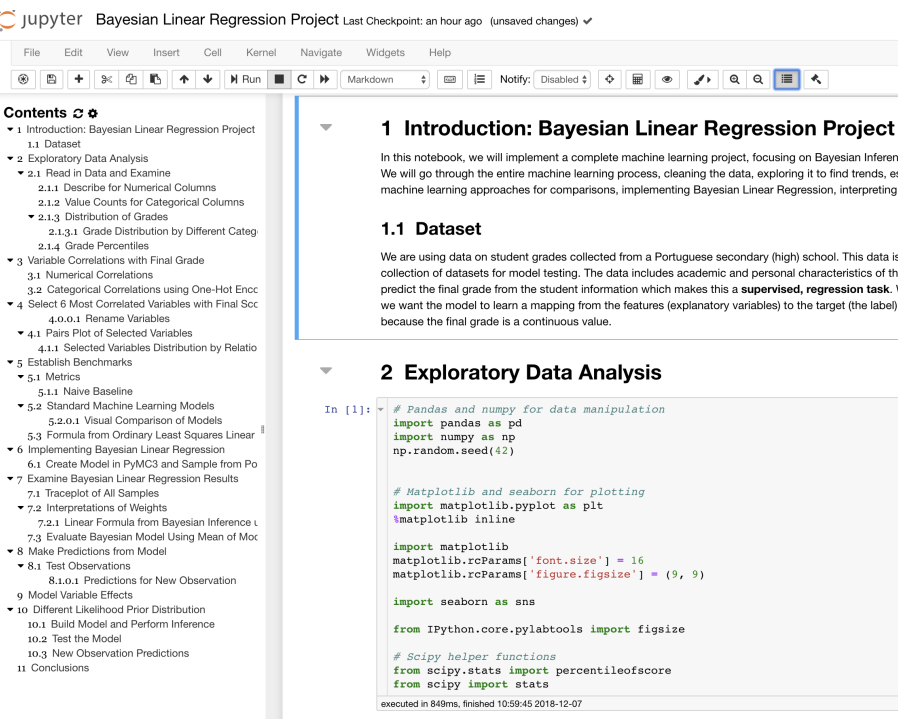 jupyter Bayesian Linear Regression Project Last Checkpoint: an hour ago (unsaved changes)
File Edit View Insert Cell Kernel Navigate Widgets Help
Run Markdown Notify: Disabled
Contents
1 Introduction: Bayesian Linear Regression Project
1.1 Dataset
2 Exploratory Data Analysis
2.1 Read in Data and Examine
2.1.1 Describe for Numerical Columns
2.1.2 Value Counts for Categorical Columns
2.1.3 Distribution of Grades
2.1.3.1 Grade Distribution by Different Categ
2.1.4 Grade Percentiles
3 Variable Correlations with Final Grade
3.1 Numerical Correlations
3.2 Categorical Correlations using One-Hot Enco
4 Select 6 Most Correlated Variables with Final Sco
4.0.0.1 Rename Variables
4.1 Pairs Plot of Selected Variables
4.1.1 Selected Variables Distribution by Relatio
5 Establish Benchmarks
5.1 Metrics
5.1.1 Naive Baseline
5.2 Standard Machine Learning Models
5.2.0.1 Visual Comparison of Models
5.3 Formula from Ordinary Least Squares Linear
6 Implementing Bayesian Linear Regression
6.1 Create Model in PyMC3 and Sample from Po
7 Examine Bayesian Linear Regression Results
7.1 Traceplot of All Samples
7.2 Interpretations of Weights
7.2.1 Linear Formula from Bayesian Inference u
7.3 Evaluate Bayesian Model Using Mean of Moc
8 Make Predictions from Model
8.1 Test Observations
8.1.0.1 Predictions for New Observation
9 Model Variable Effects
10 Different Likelihood Prior Distribution
10.1 Build Model and Perform Inference
10.2 Test the Model
10.3 New Observation Predictions
11 Conclusions
1 Introduction: Bayesian Linear Regression Project
In this notebook, we will implement a complete machine learning project, focusing on Bayesian Inferen
We will go through the entire machine learning process, cleaning the data, exploring it to find trends, es
machine learning approaches for comparisons, implementing Bayesian Linear Regression, interpreting
1.1 Dataset
We are using data on student grades collected from a Portuguese secondary (high) school. This data is
collection of datasets for model testing. The data includes academic and personal characteristics of th
predict the final grade from the student information which makes this a supervised, regression task.
we want the model to learn a mapping from the features (explanatory variables) to the target (the label)
because the final grade is a continuous value.
2 Exploratory Data Analysis
In [1]:
# Pandas and numpy for data manipulation
import pandas as pd
import numpy as np
np.random.seed(42)
# Matplotlib and seaborn for plotting
import matplotlib.pyplot as plt
%matplotlib inline
import matplotlib
matplotlib.rcParams['font.size'] = 16
matplotlib.rcParams['figure.figsize'] = (9, 9)
import seaborn as sns
from IPython.core.pylabtools import figsize
# Scipy helper functions
from scipy.stats import percentileofscore
from scipy import stats
executed in 849ms, finished 10:59:45 2018-12-07